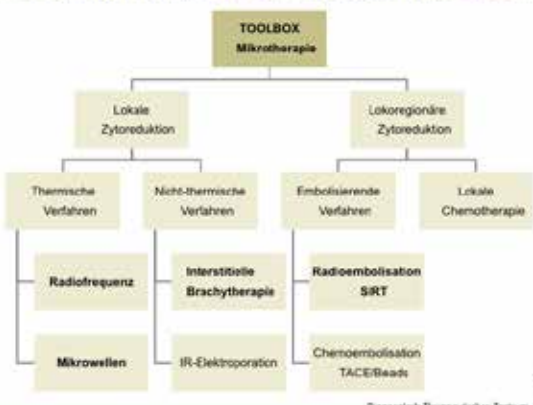 TOOLBOX
Mikrotherapie
Lokale
Zytoreduktion
Lokoregionäre
Zytoreduktion
Thermische
Verfahren
Nicht-thermische
Verfahren
Embolisierende
Verfahren
Lokale
Chemotherapie
Radiofrequenz
Interstitielle
Brachytherapie
Radioembolisation
SIRT
Mikrowellen
IR-Elektroporation
Chemoembolisation
TACE/Beads